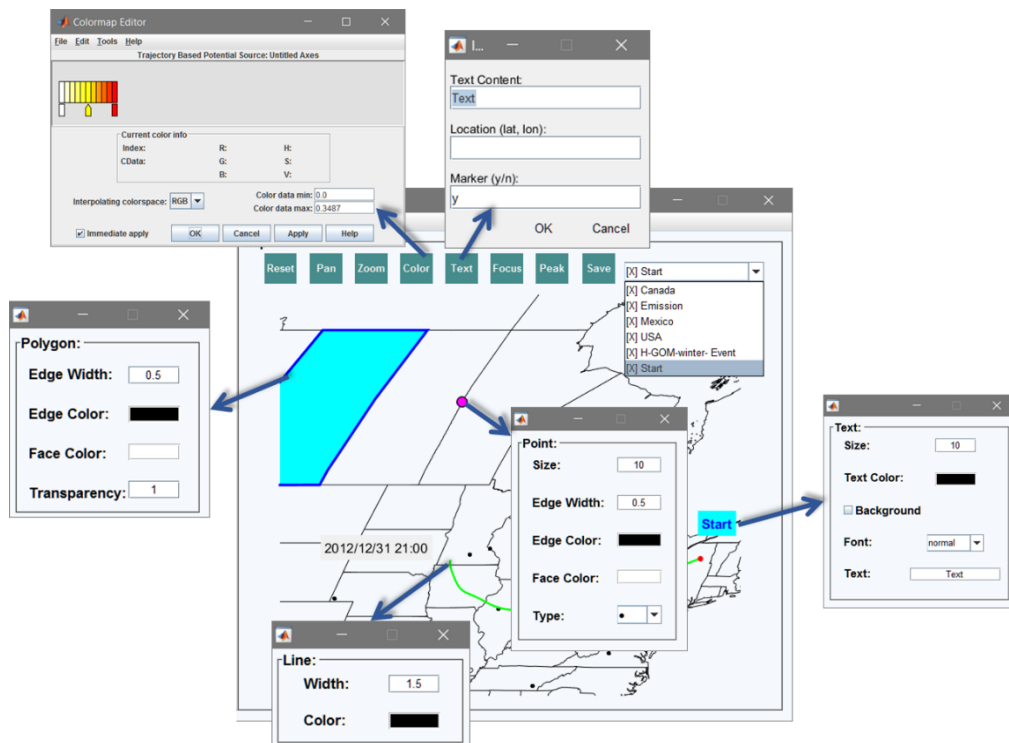 Colormap Editor
File Edit Tools Help
Trajectory Based Potential Source: Untitled Axes
Current color info
Index: R: H:
CData: G: S:
B: V:
Interpolating colorspace: RGB
Color data min: 0.0
Color data max: 0.3487
Immediate apply OK Cancel Apply Help
I...
Text Content:
Text
Location (lat, lon):
Marker (y/n):
y
OK Cancel
Reset Pan Zoom Color Text Focus Peak Save [X] Start
[X] Canada
[X] Emission
[X] Mexico
[X] USA
[X] H-GOM-winter- Event
[X] Start
Polygon:
Edge Width: 0.5
Edge Color:
Face Color:
Transparency: 1
Point:
Size: 10
Edge Width: 0.5
Edge Color:
Face Color:
Type:
Start
Text:
Size: 10
Text Color:
Background
Font: normal
Text: Text
2012/12/31 21:00
Line:
Width: 1.5
Color: